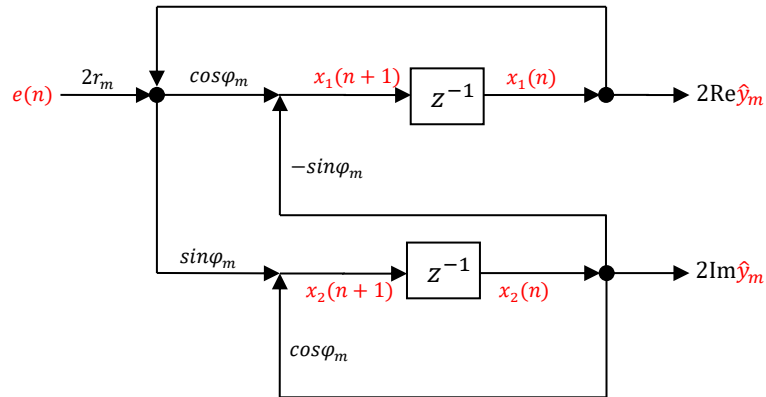 e(n) 2r_m cosφ_m x_1(n + 1) z^{-1} x_1(n) 2Reŷ_m
−sinφ_m
sinφ_m x_2(n + 1) z^{-1} x_2(n) 2Imŷ_m
cosφ_m